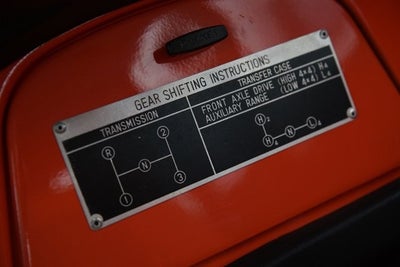 GEAR SHIFTING INSTRUCTIONS
TRANSMISSION
R 2
N
1 3
TRANSFER CASE
FRONT AXLE DRIVE (HIGH 4×4) H4
AUXILIARY RANGE (LOW 4×4) L4
H2
H4 N L4